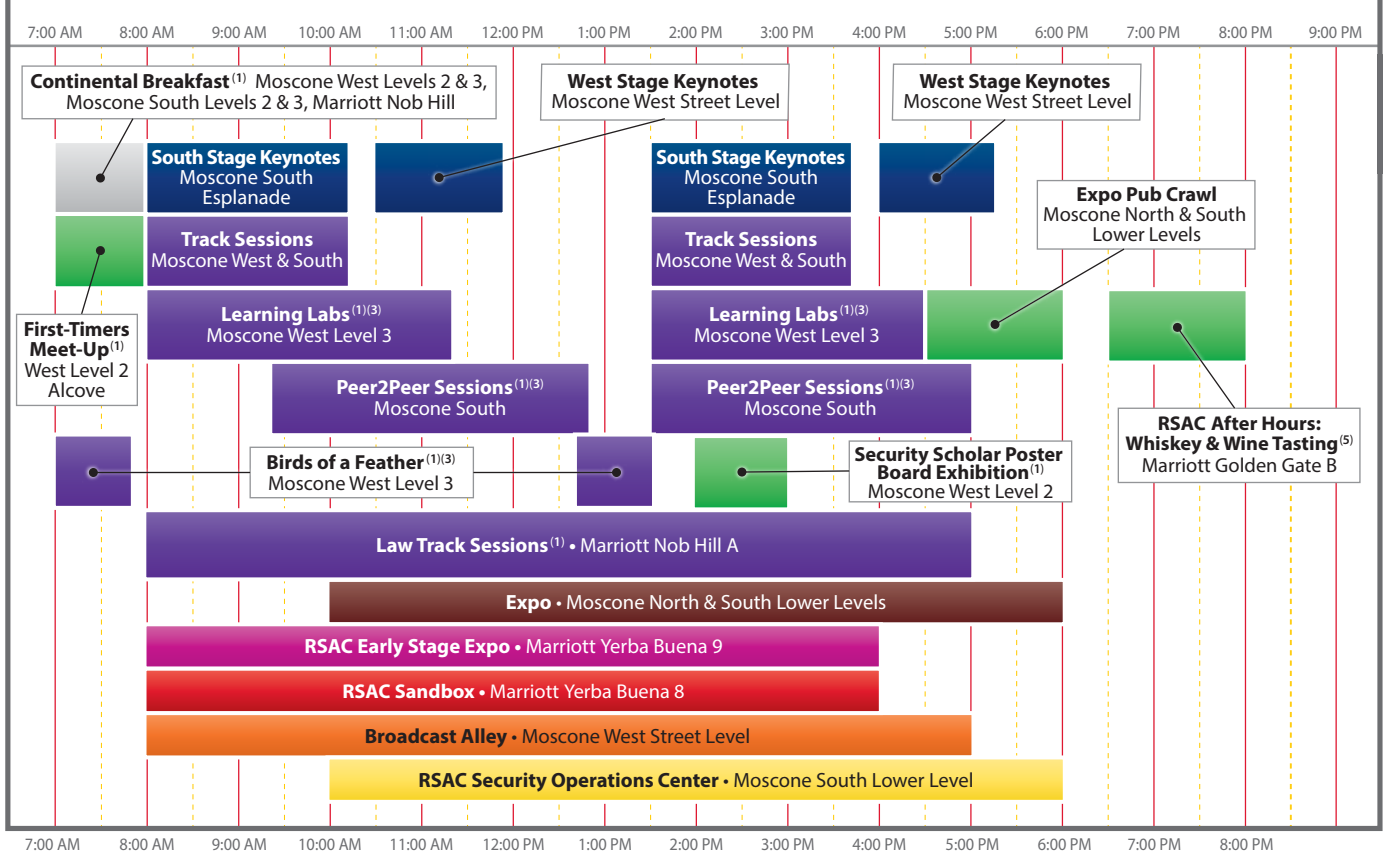 7:00 AM 8:00 AM 9:00 AM 10:00 AM 11:00 AM 12:00 PM 1:00 PM 2:00 PM 3:00 PM 4:00 PM 5:00 PM 6:00 PM 7:00 PM 8:00 PM 9:00 PM
Continental Breakfast (1) Moscone West Levels 2 & 3,
Moscone South Levels 2 & 3, Marriott Nob Hill
West Stage Keynotes
Moscone West Street Level
West Stage Keynotes
Moscone West Street Level
South Stage Keynotes
Moscone South
Esplanade
South Stage Keynotes
Moscone South
Esplanade
Expo Pub Crawl
Moscone North & South
Lower Levels
Track Sessions
Moscone West & South
Track Sessions
Moscone West & South
First-Timers
Meet-Up(1)
West Level 2
Alcove
Learning Labs(1)(3)
Moscone West Level 3
Learning Labs(1)(3)
Moscone West Level 3
Peer2Peer Sessions(1)(3)
Moscone South
Peer2Peer Sessions(1)(3)
Moscone South
RSAC After Hours:
Whiskey & Wine Tasting(5)
Marriott Golden Gate B
Birds of a Feather(1)(3)
Moscone West Level 3
Security Scholar Poster
Board Exhibition(1)
Moscone West Level 2
Law Track Sessions(1) • Marriott Nob Hill A
Expo • Moscone North & South Lower Levels
RSAC Early Stage Expo • Marriott Yerba Buena 9
RSAC Sandbox • Marriott Yerba Buena 8
Broadcast Alley • Moscone West Street Level
RSAC Security Operations Center • Moscone South Lower Level
7:00 AM 8:00 AM 9:00 AM 10:00 AM 11:00 AM 12:00 PM 1:00 PM 2:00 PM 3:00 PM 4:00 PM 5:00 PM 6:00 PM 7:00 PM 8:00 PM